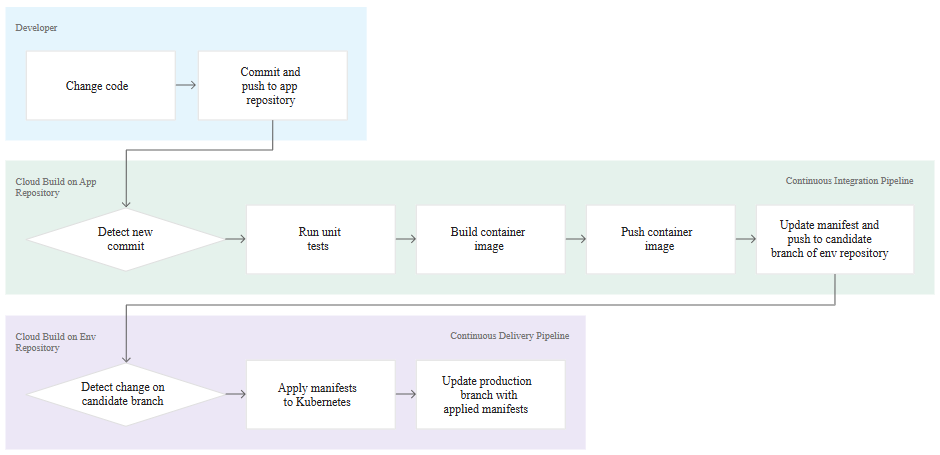 Developer
Change code
Commit and
push to app
repository
Cloud Build on App
Repository
Continuous Integration Pipeline
Detect new
commit
Run unit
tests
Build container
image
Push container
image
Update manifest and
push to candidate
branch of env repository
Cloud Build on Env
Repository
Continuous Delivery Pipeline
Detect change on
candidate branch
Apply manifests
to Kubernetes
Update production
branch with
applied manifests